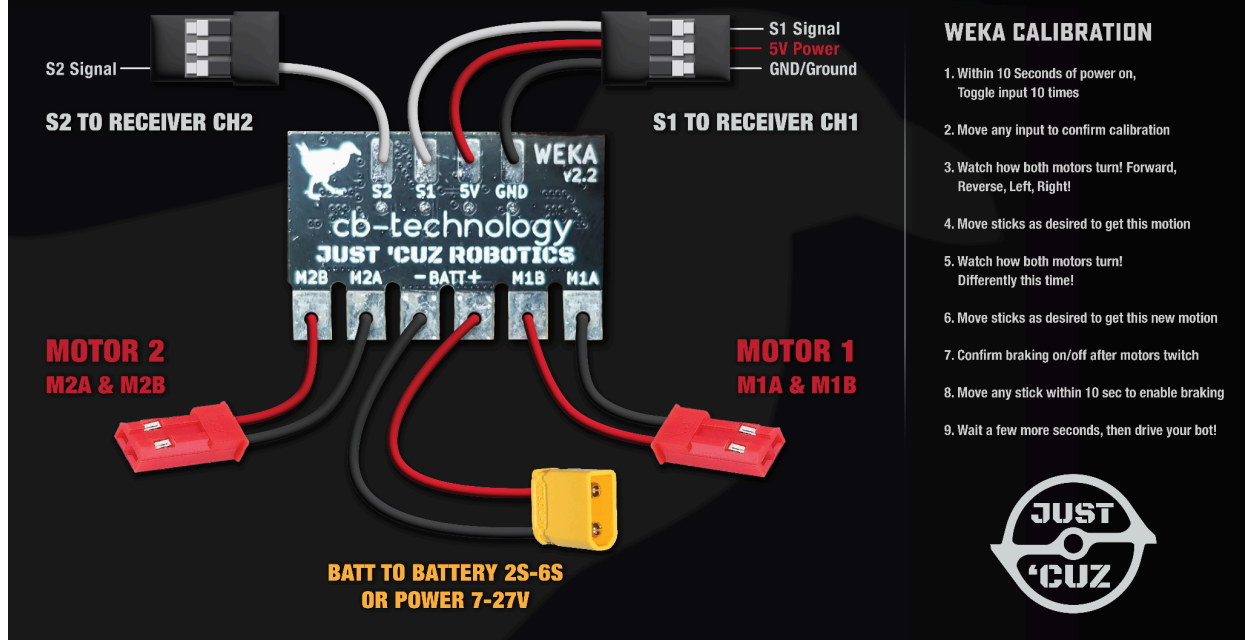 S1 Signal
5V Power
GND/Ground
S2 Signal
S2 TO RECEIVER CH2
S1 TO RECEIVER CH1
WEKA
v2.2
S2 S1 5V GND
cb-technology
JUST 'CUZ ROBOTICS
M2B M2A -BATT+ M1B M1A
MOTOR 2
M2A & M2B
MOTOR 1
M1A & M1B
BATT TO BATTERY 2S-6S
OR POWER 7-27V
WEKA CALIBRATION
1. Within 10 Seconds of power on,
Toggle input 10 times
2. Move any input to confirm calibration
3. Watch how both motors turn! Forward,
Reverse, Left, Right!
4. Move sticks as desired to get this motion
5. Watch how both motors turn!
Differently this time!
6. Move sticks as desired to get this new motion
7. Confirm braking on/off after motors twitch
8. Move any stick within 10 sec to enable braking
9. Wait a few more seconds, then drive your bot!
JUST
'CUZ